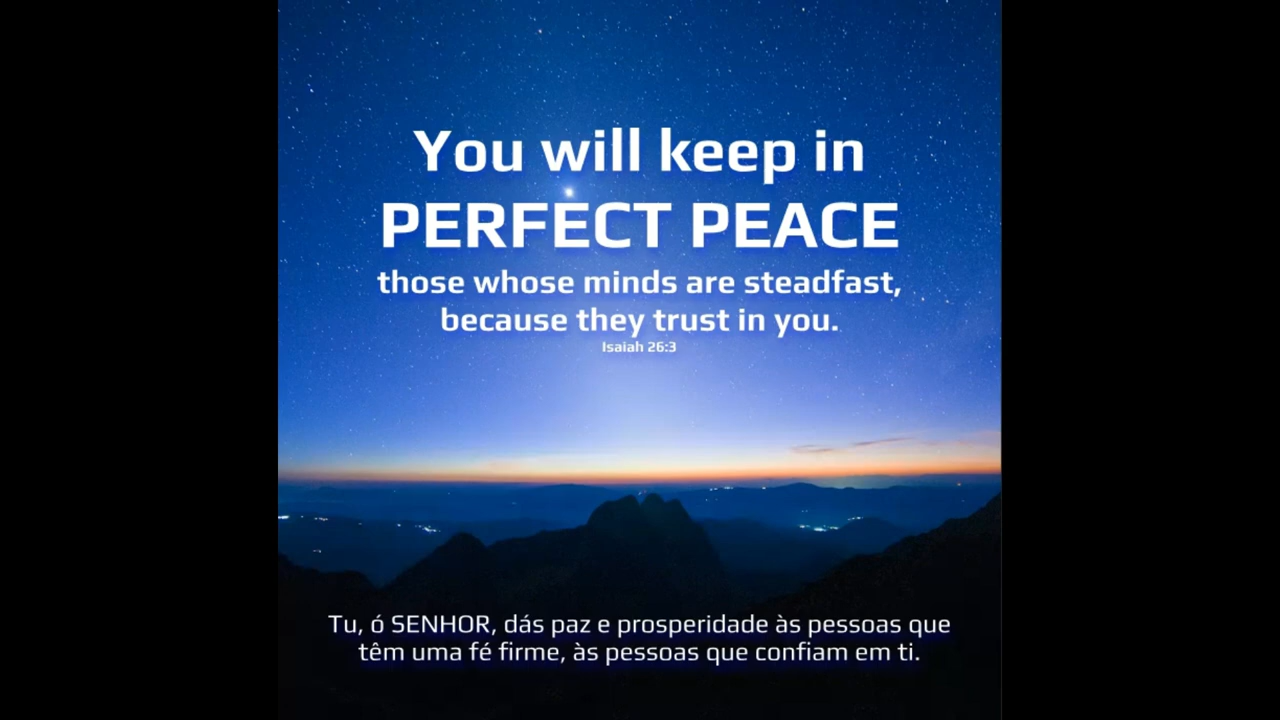 You will keep in
PERFECT PEACE
those whose minds are steadfast,
because they trust in you.
Isaiah 26:3
Tu, ó SENHOR, dás paz e prosperidade às pessoas que
têm uma fé firme, às pessoas que confiam em ti.